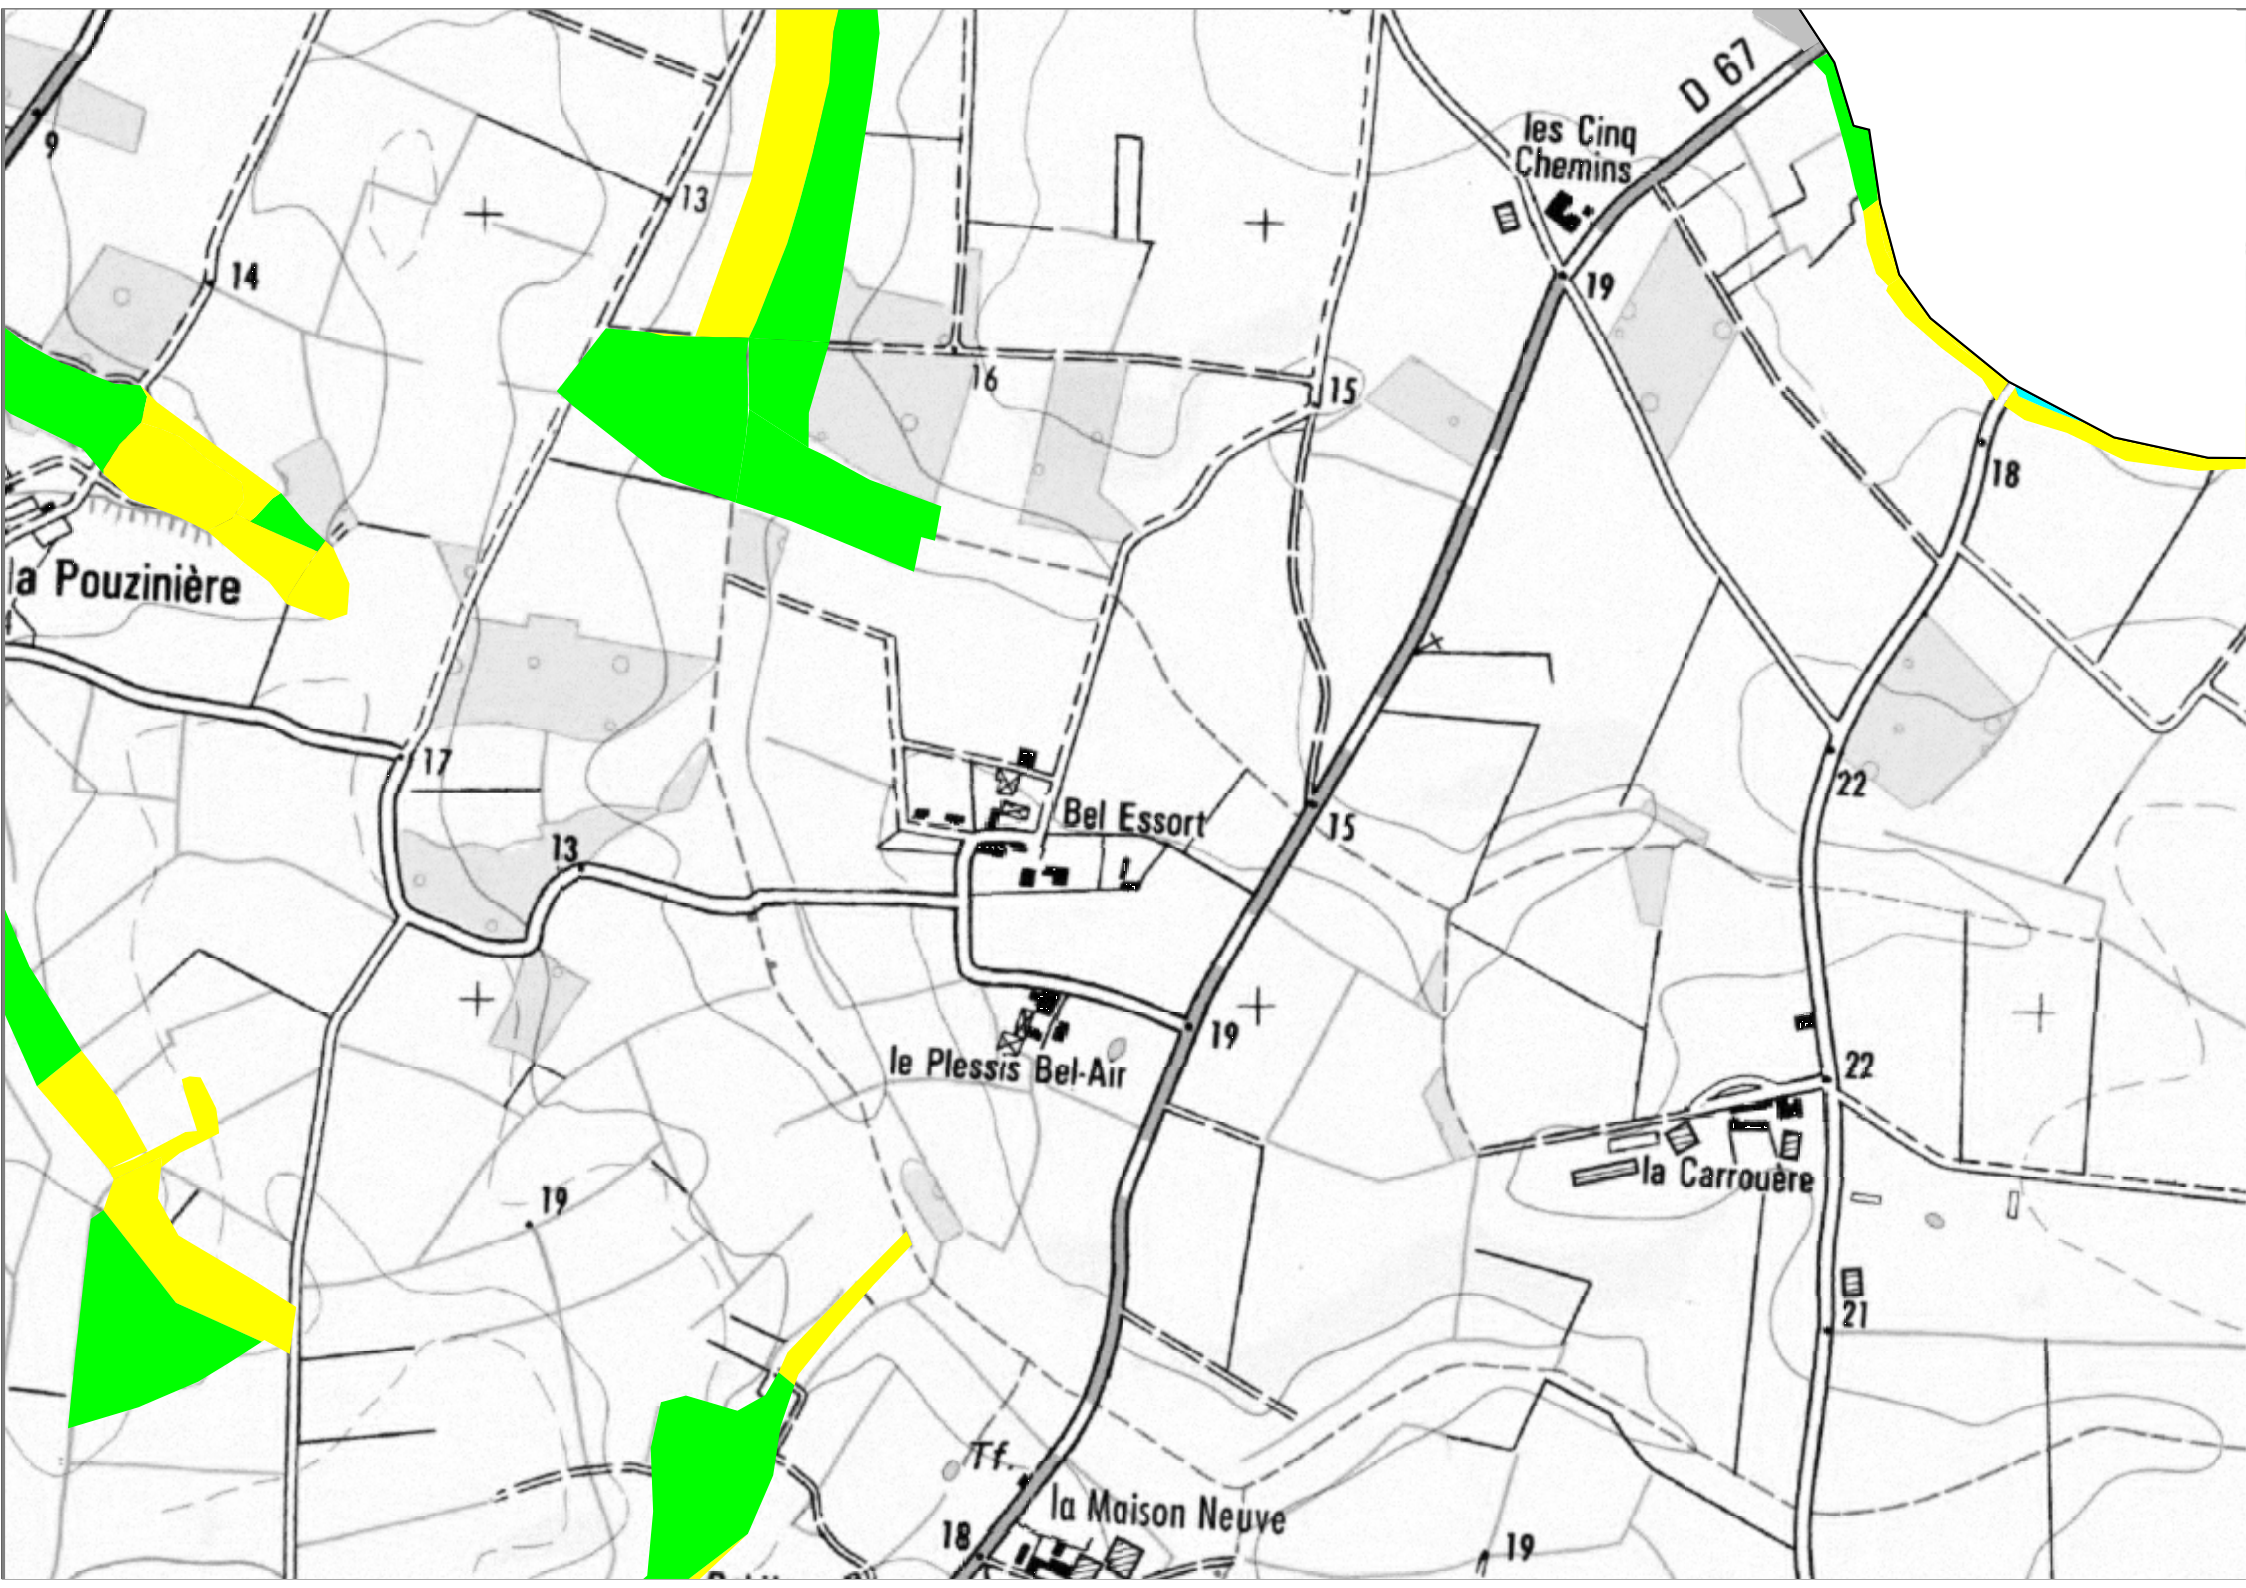 D 67
les Cinq
Chemins
9
13
14
19
16
15
18
la Pouzinière
17
22
Bel Essort
15
13
19
le Plessis Bel-Air
22
la Carrouère
19
21
Tf.
la Maison Neuve
18
19